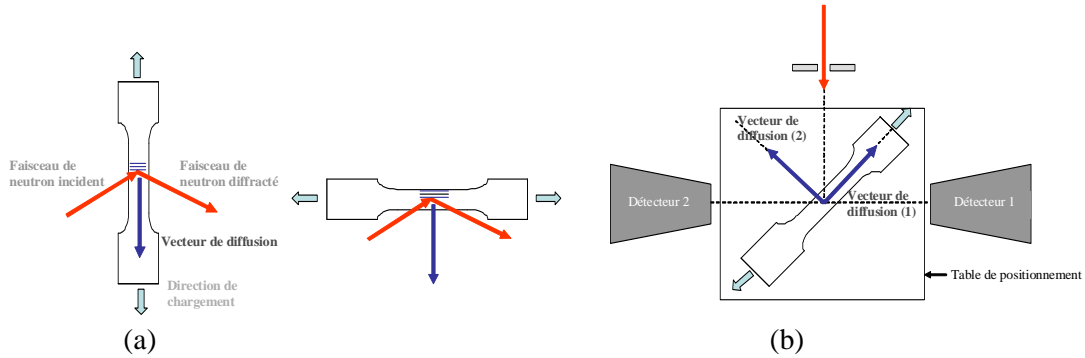 Faisceau de
neutron incident
Faisceau de
neutron diffracté
Vecteur de diffusion
Direction de
chargement
(a)
Vecteur de
diffusion (2)
Vecteur de
diffusion (1)
Détecteur 2
Détecteur 1
Table de positionnement
(b)